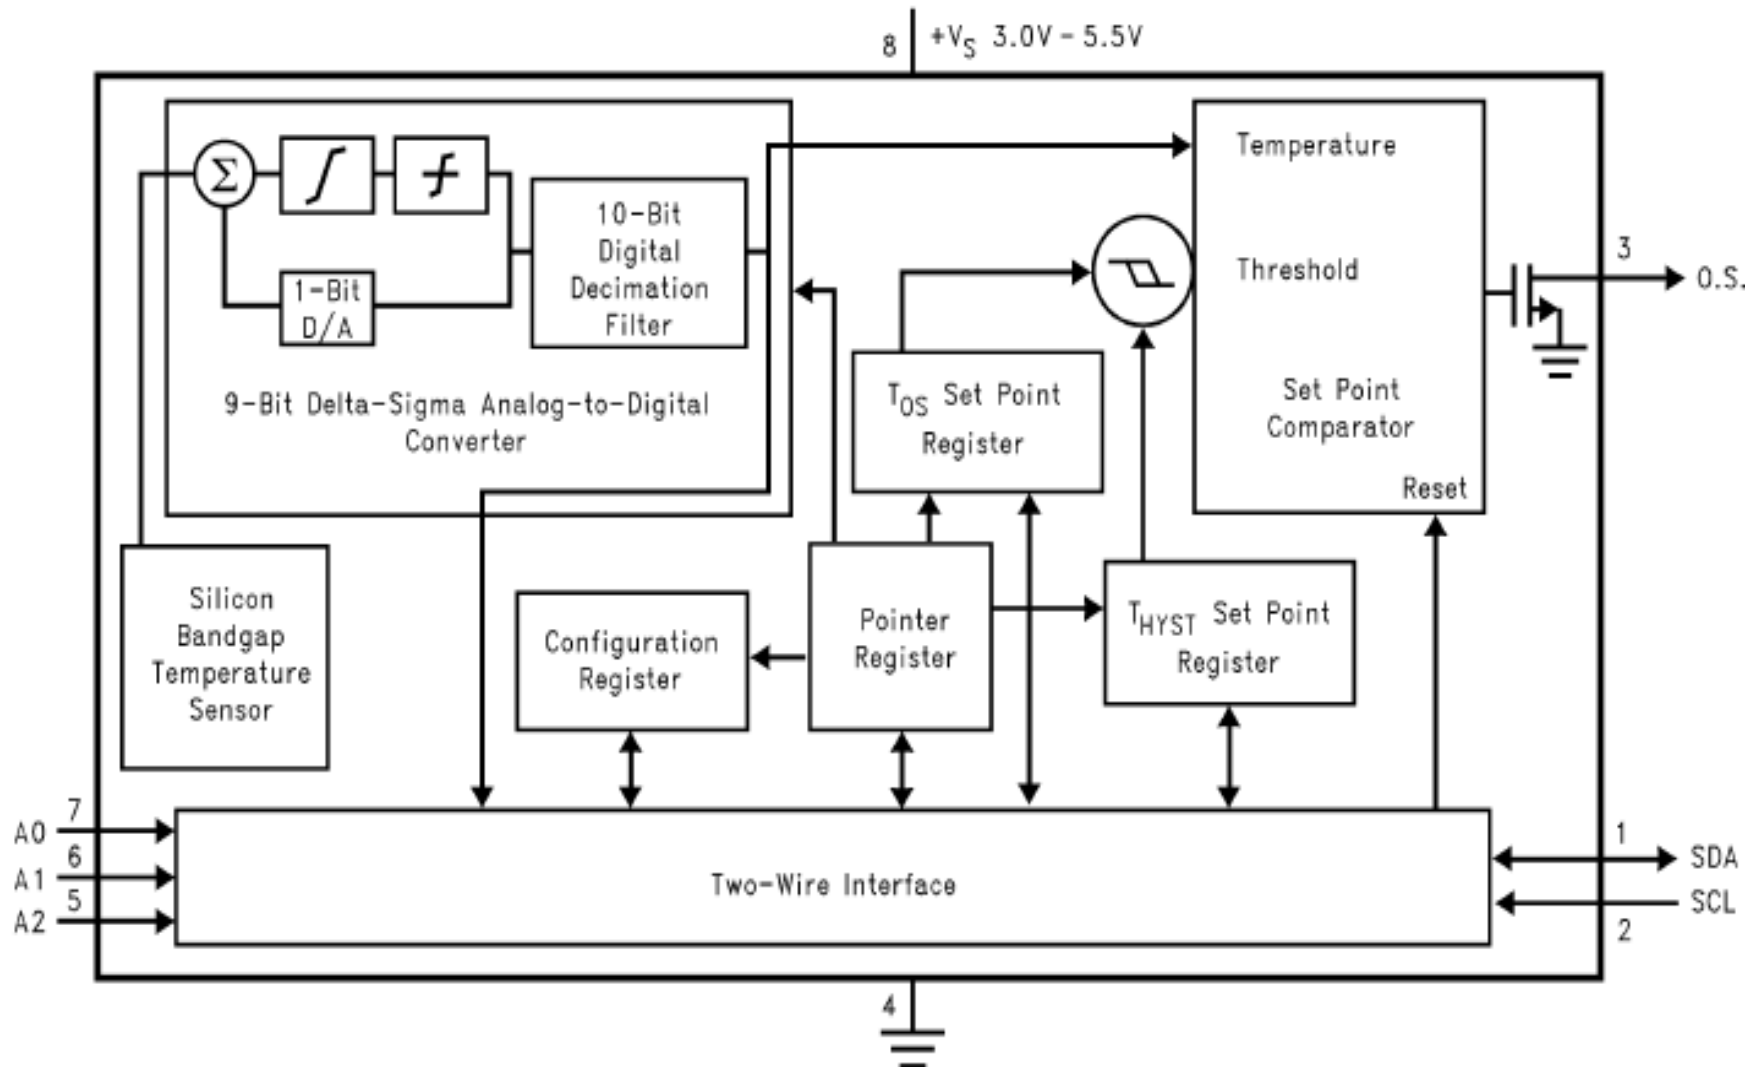 8
+VS 3.0V – 5.5V
Σ
10-Bit
Digital
Decimation
Filter
1-Bit
D/A
9-Bit Delta-Sigma Analog-to-Digital
Converter
Temperature
Threshold
Set Point
Comparator
Reset
3
O.S.
TOS Set Point
Register
Silicon
Bandgap
Temperature
Sensor
Configuration
Register
Pointer
Register
THYST Set Point
Register
A0
7
A1
6
A2
5
Two-Wire Interface
1
SDA
SCL
2
4